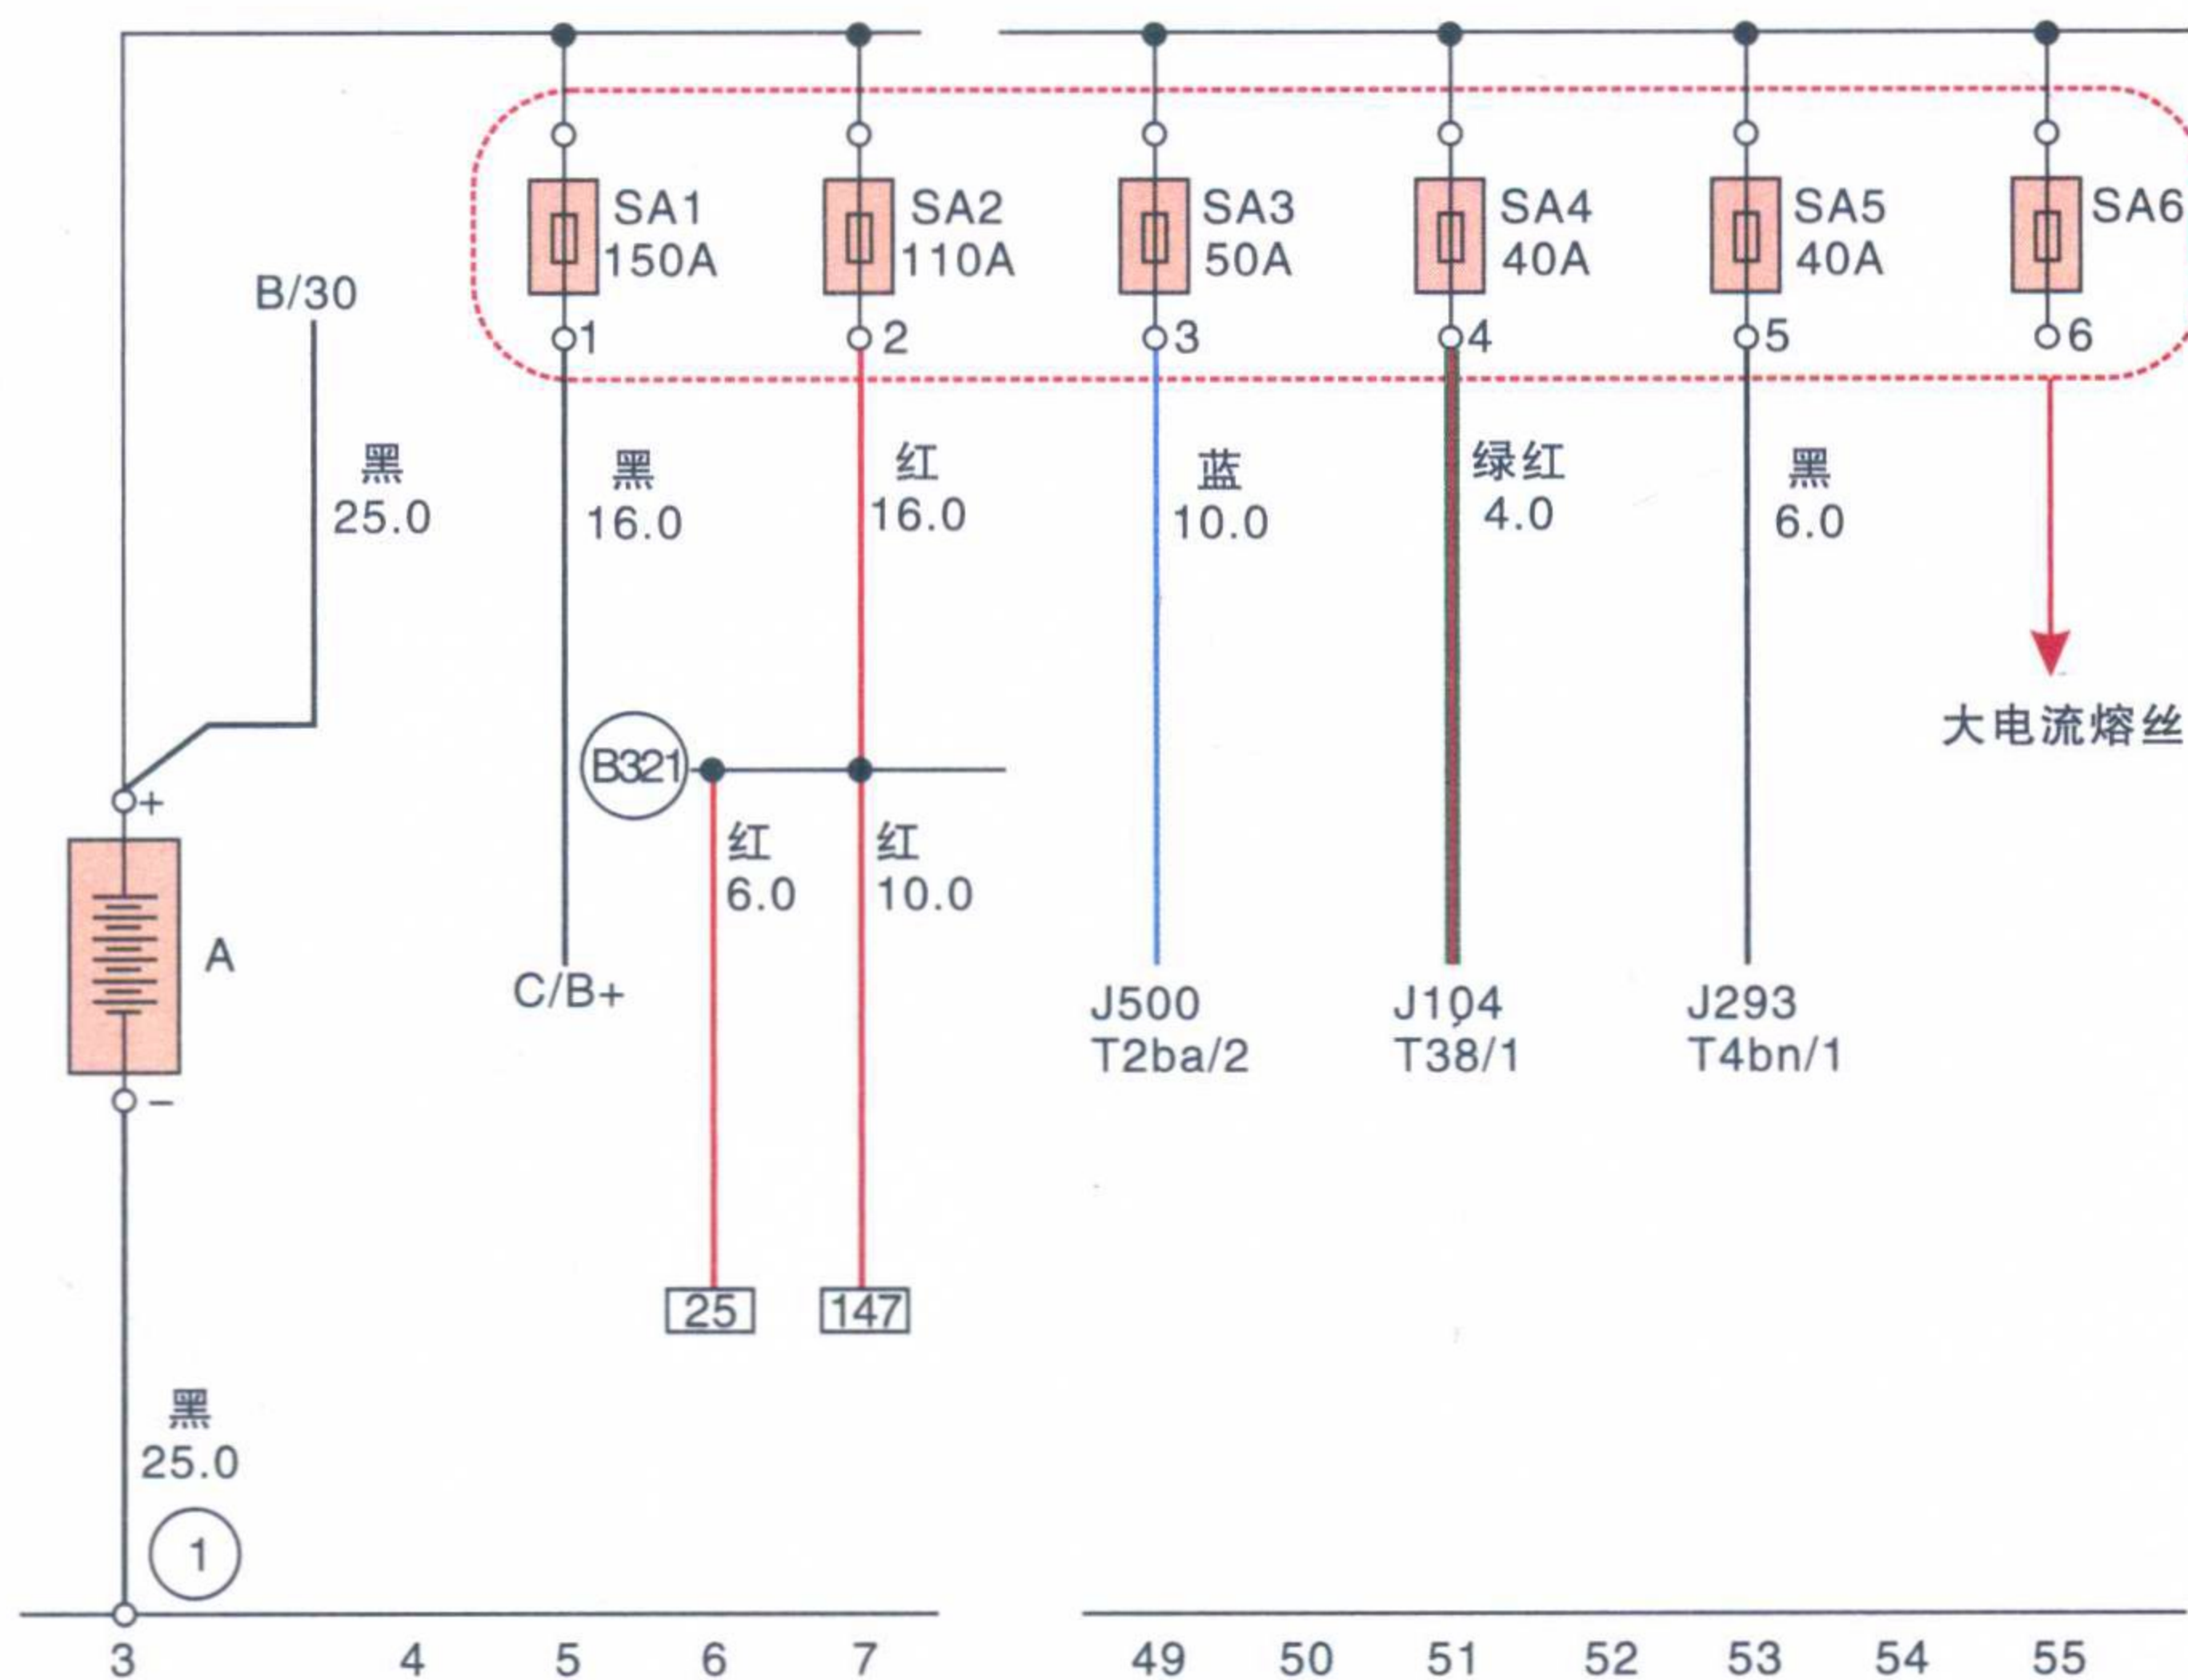 SA1
150A
SA2
110A
SA3
50A
SA4
40A
SA5
40A
SA6
B/30
1
2
3
4
5
6
黑
25.0
黑
16.0
红
16.0
蓝
10.0
绿红
4.0
黑
6.0
大电流熔丝
B321
+
红
6.0
红
10.0
A
C/B+
J500
T2ba/2
J104
T38/1
J293
T4bn/1
−
25
147
黑
25.0
1
3 4 5 6 7 49 50 51 52 53 54 55